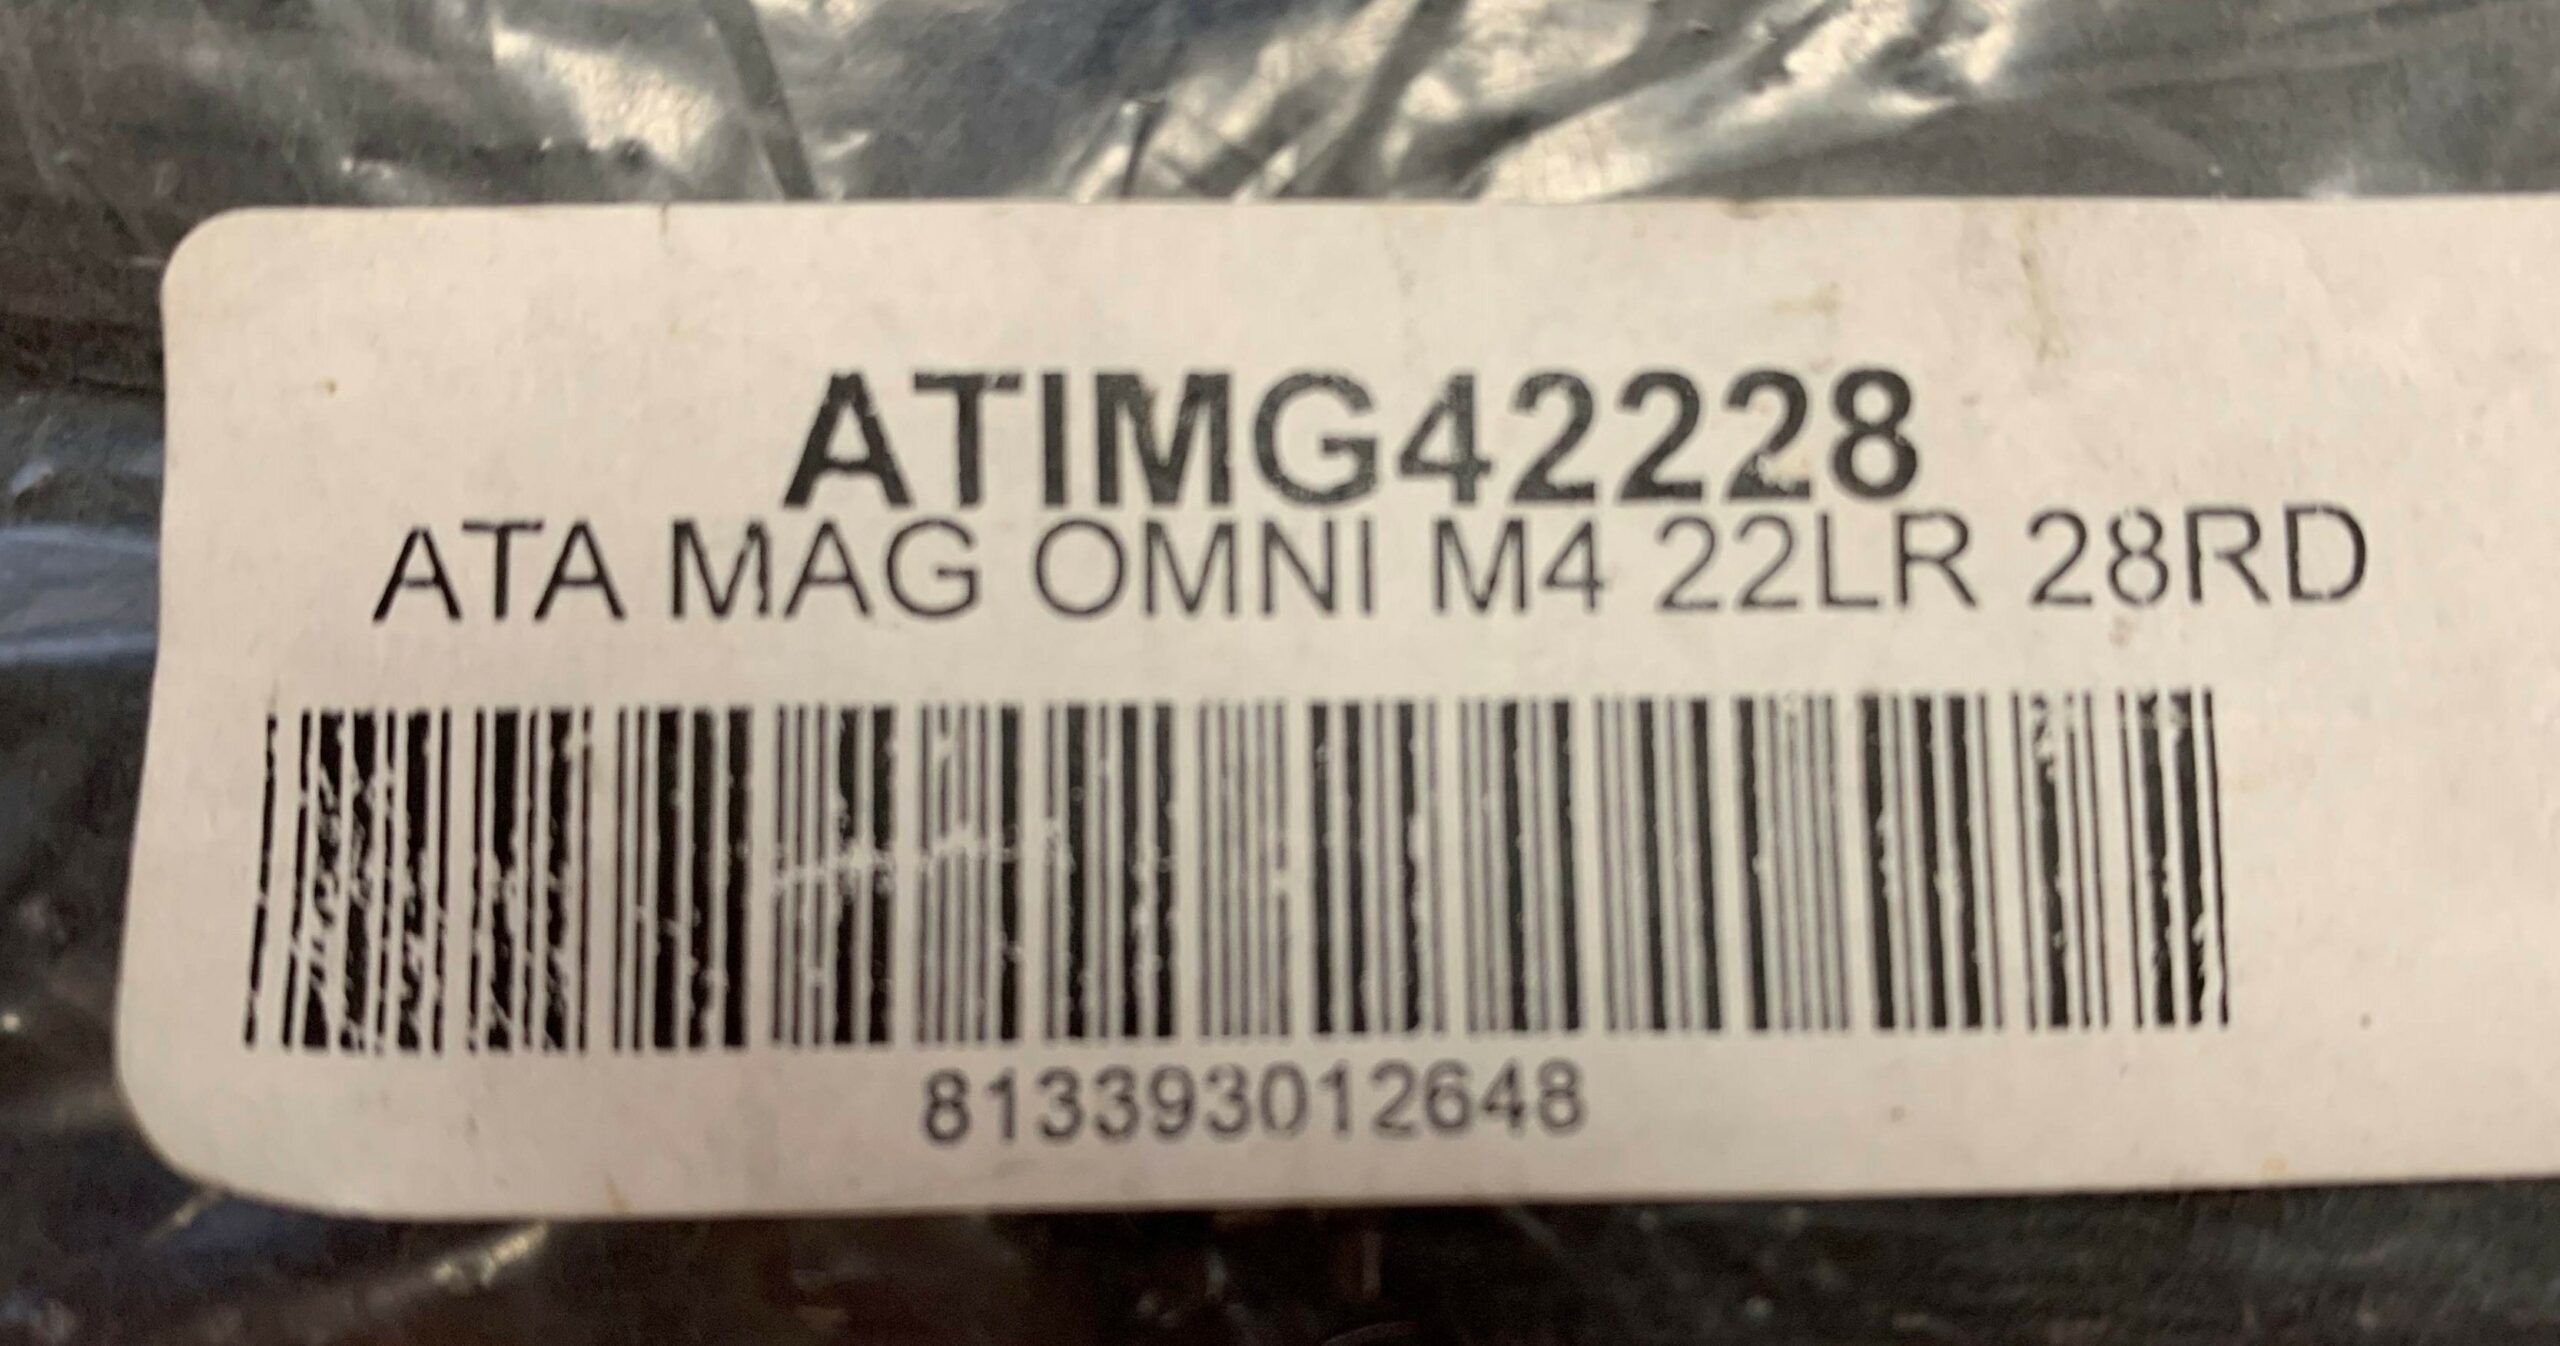 ATIMG42228
ATA MAG OMNI M4 22LR 28RD
813393012648